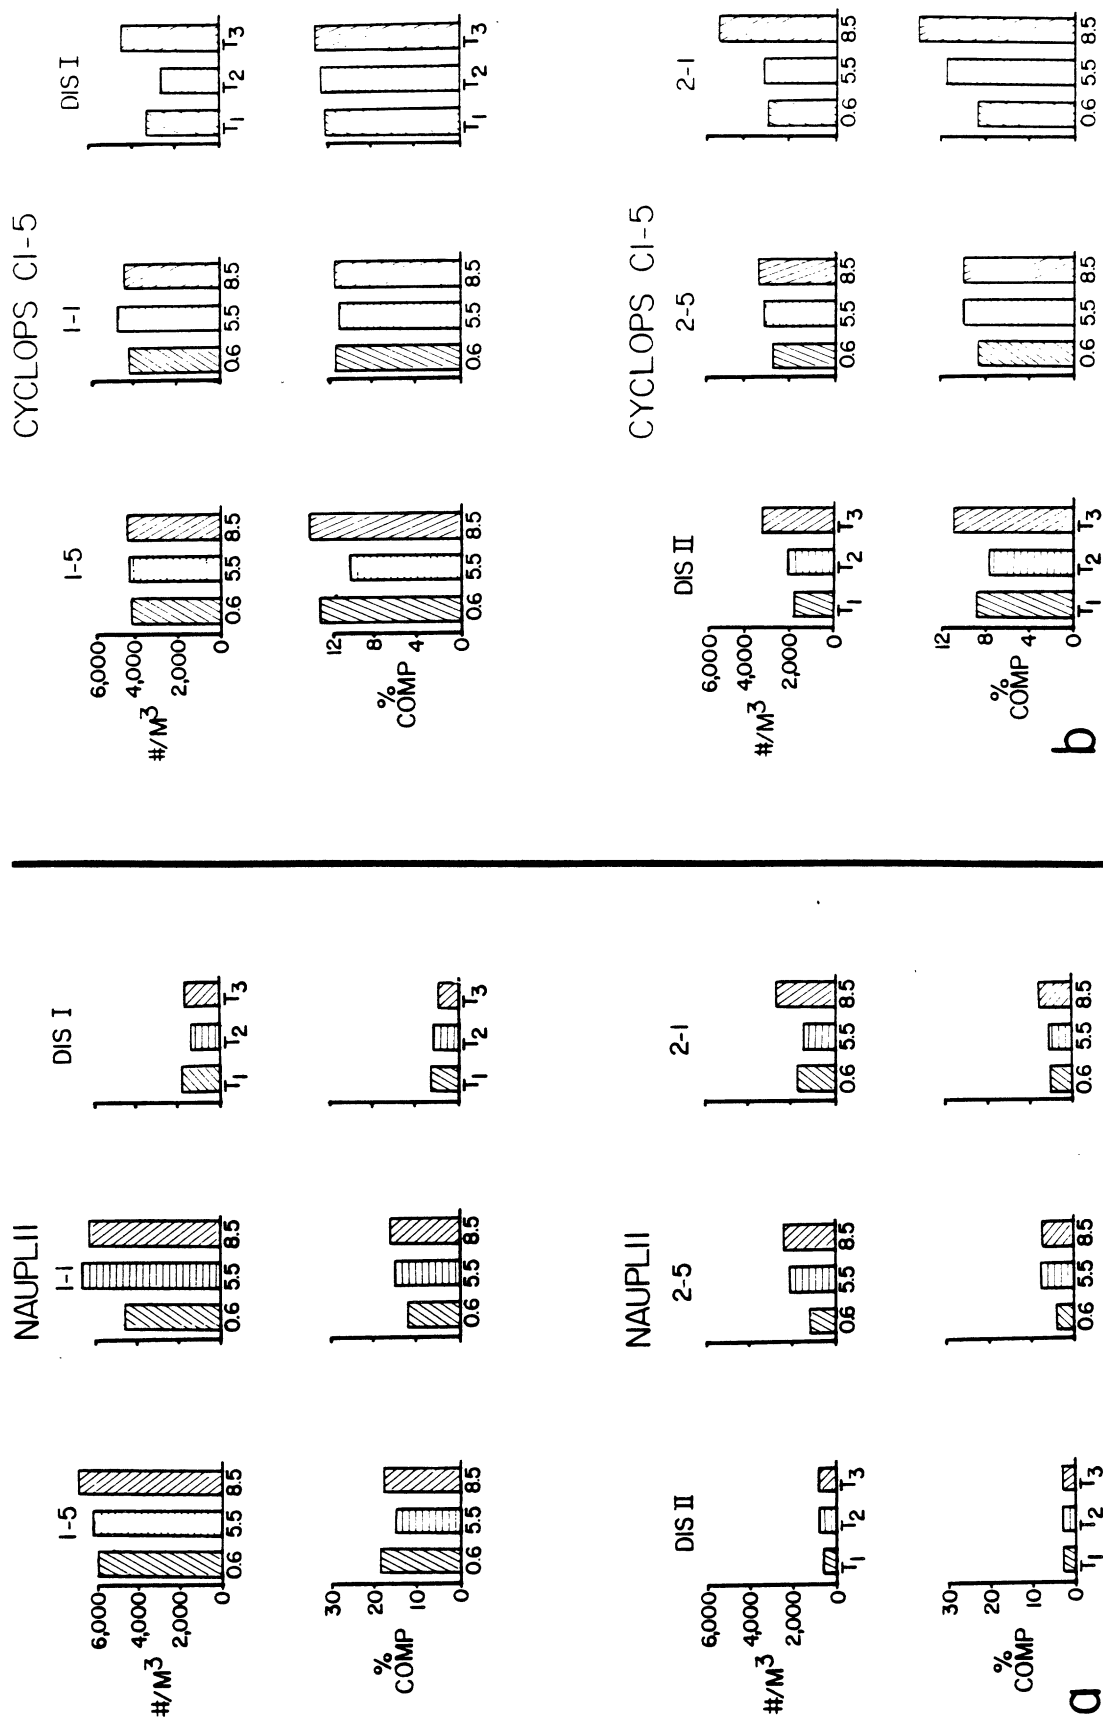 NAUPLII
1-5 1-1 DIS I
6,000
4,000
2,000
0
#/M³
0.6 5.5 8.5 0.6 5.5 8.5 T1 T2 T3
30
20
10
0
%
COMP
0.6 5.5 8.5 0.6 5.5 8.5 T1 T2 T3
NAUPLII
DIS II 2-5 2-1
6,000
4,000
2,000
0
#/M³
T1 T2 T3 0.6 5.5 8.5 0.6 5.5 8.5
30
20
10
0
%
COMP
T1 T2 T3 0.6 5.5 8.5 0.6 5.5 8.5
a
CYCLOPS C1-5
1-5 1-1 DIS I
6,000
4,000
2,000
0
#/M³
0.6 5.5 8.5 0.6 5.5 8.5 T1 T2 T3
12
8
4
0
%
COMP
0.6 5.5 8.5 0.6 5.5 8.5 T1 T2 T3
CYCLOPS C1-5
DIS II 2-5 2-1
6,000
4,000
2,000
0
#/M³
T1 T2 T3 0.6 5.5 8.5 0.6 5.5 8.5
12
8
4
0
%
COMP
T1 T2 T3 0.6 5.5 8.5 0.6 5.5 8.5
b